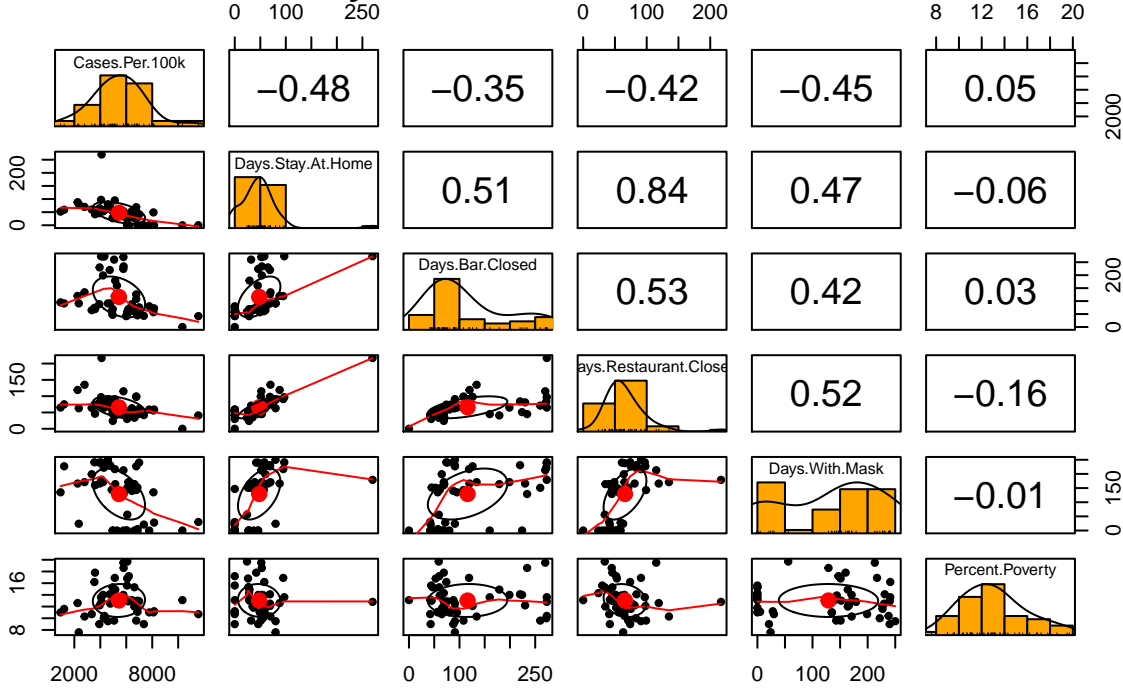 0 100 250 0 50 150 8 12 16 20
Cases.Per.100k −0.48 −0.35 −0.42 −0.45 0.05 2000
0 200 Days.Stay.At.Home 0.51 0.84 0.47 −0.06
Days.Bar.Closed 0.53 0.42 0.03 0 200
0 150 ays.Restaurant.Close 0.52 −0.16
Days.With.Mask −0.01 0 150
8 16 Percent.Poverty
2000 8000 0 100 250 0 100 200